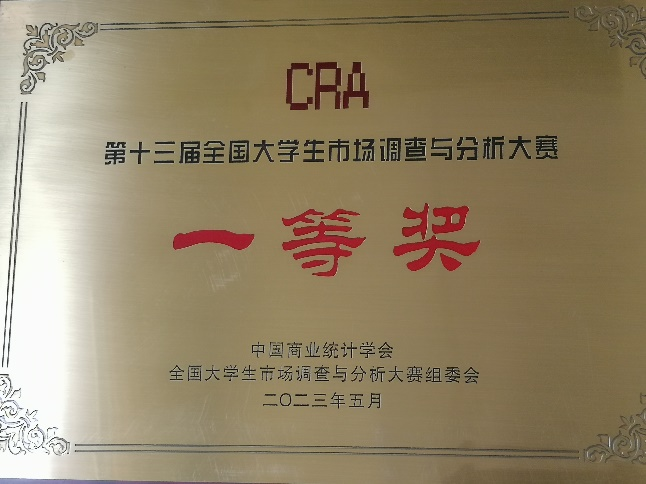 CRA
第十三届全国大学生市场调查与分析大赛
一等奖
中国商业统计学会
全国大学生市场调查与分析大赛组委会
二〇二三年五月